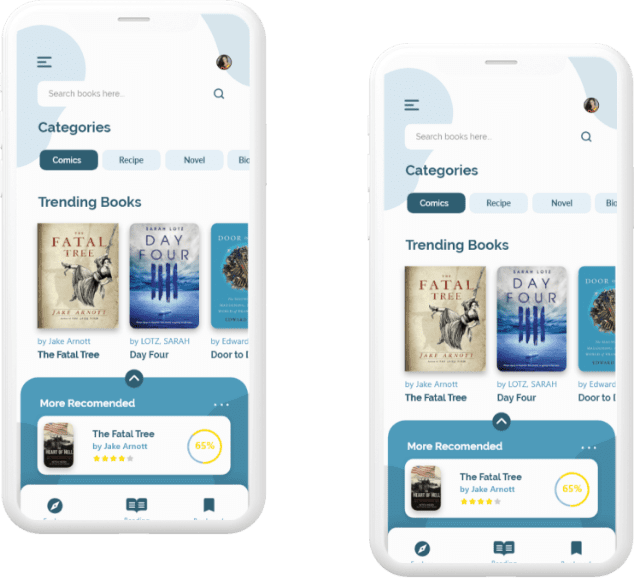 Search books here...
Categories
Comics
Recipe
Novel
Trending Books
THE
FATAL
TREE
JAKE ARNOTT
SARAH LOTZ
DAY
FOUR
DOOR
by Jake Arnott
The Fatal Tree
by LOTZ, SARAH
Day Four
by Edward
Door to
More Recomended
The Fatal Tree
by Jake Arnott
65%
HEART OF HELL
Search books here...
Categories
Comics
Recipe
Novel
Trending Books
THE
FATAL
TREE
JAKE ARNOTT
SARAH LOTZ
DAY
FOUR
DOOR
by Jake Arnott
The Fatal Tree
by LOTZ, SARAH
Day Four
by Edward
Door to
More Recomended
The Fatal Tree
by Jake Arnott
65%
HEART OF HELL